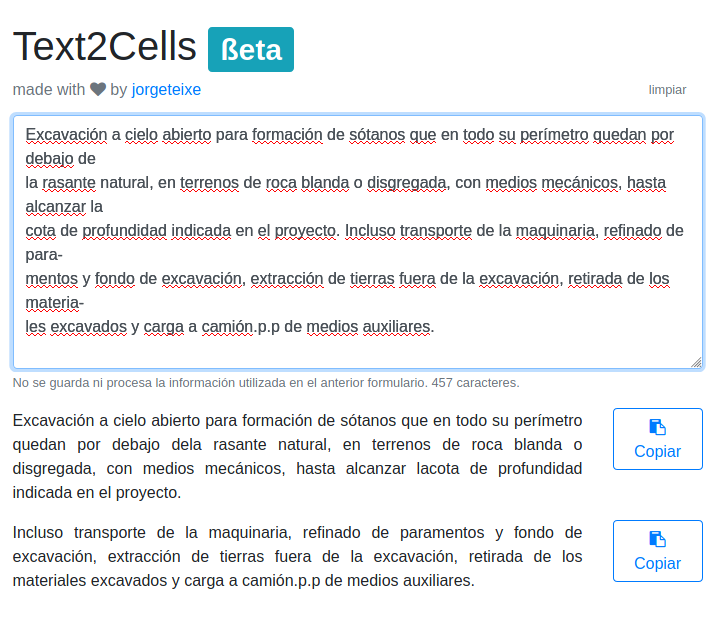 Text2Cells ßeta
made with ♥ by jorgeteixe
limpiar
Excavación a cielo abierto para formación de sótanos que en todo su perímetro quedan por
debajo de
la rasante natural, en terrenos de roca blanda o disgregada, con medios mecánicos, hasta
alcanzar la
cota de profundidad indicada en el proyecto. Incluso transporte de la maquinaria, refinado de
para-
mentos y fondo de excavación, extracción de tierras fuera de la excavación, retirada de los
materia-
les excavados y carga a camión.p.p de medios auxiliares.
No se guarda ni procesa la información utilizada en el anterior formulario. 457 caracteres.
Excavación a cielo abierto para formación de sótanos que en todo su perímetro
quedan por debajo dela rasante natural, en terrenos de roca blanda o
disgregada, con medios mecánicos, hasta alcanzar lacota de profundidad
indicada en el proyecto.
Copiar
Incluso transporte de la maquinaria, refinado de paramentos y fondo de
excavación, extracción de tierras fuera de la excavación, retirada de los
materiales excavados y carga a camión.p.p de medios auxiliares.
Copiar